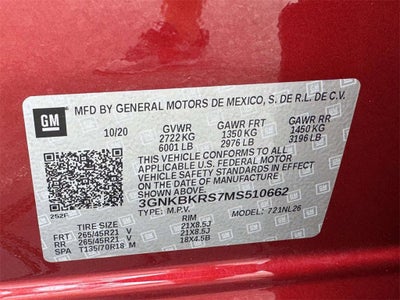 GM
MFD BY GENERAL MOTORS DE MEXICO, S. DE R.L. DE C.V.
10/20 GVWR GAWR FRT GAWR RR
2722 KG 1350 KG 1450 KG
6001 LB 2976 LB 3196 LB
THIS VEHICLE CONFORMS TO ALL
APPLICABLE U.S. FEDERAL MOTOR
VEHICLE SAFETY STANDARDS IN EFFECT
ON THE DATE OF MANUFACTURE
SHOWN ABOVE.
3GNKBKRS7MS510662
252F TYPE: M.P.V. MODEL: 721NL26
TIRE SIZE SPEED RTG RIM
FRT 265/45R21 V 21X8.5J
RR 265/45R21 V 21X8.5J
SPA T135/70R18 M 18X4.5B